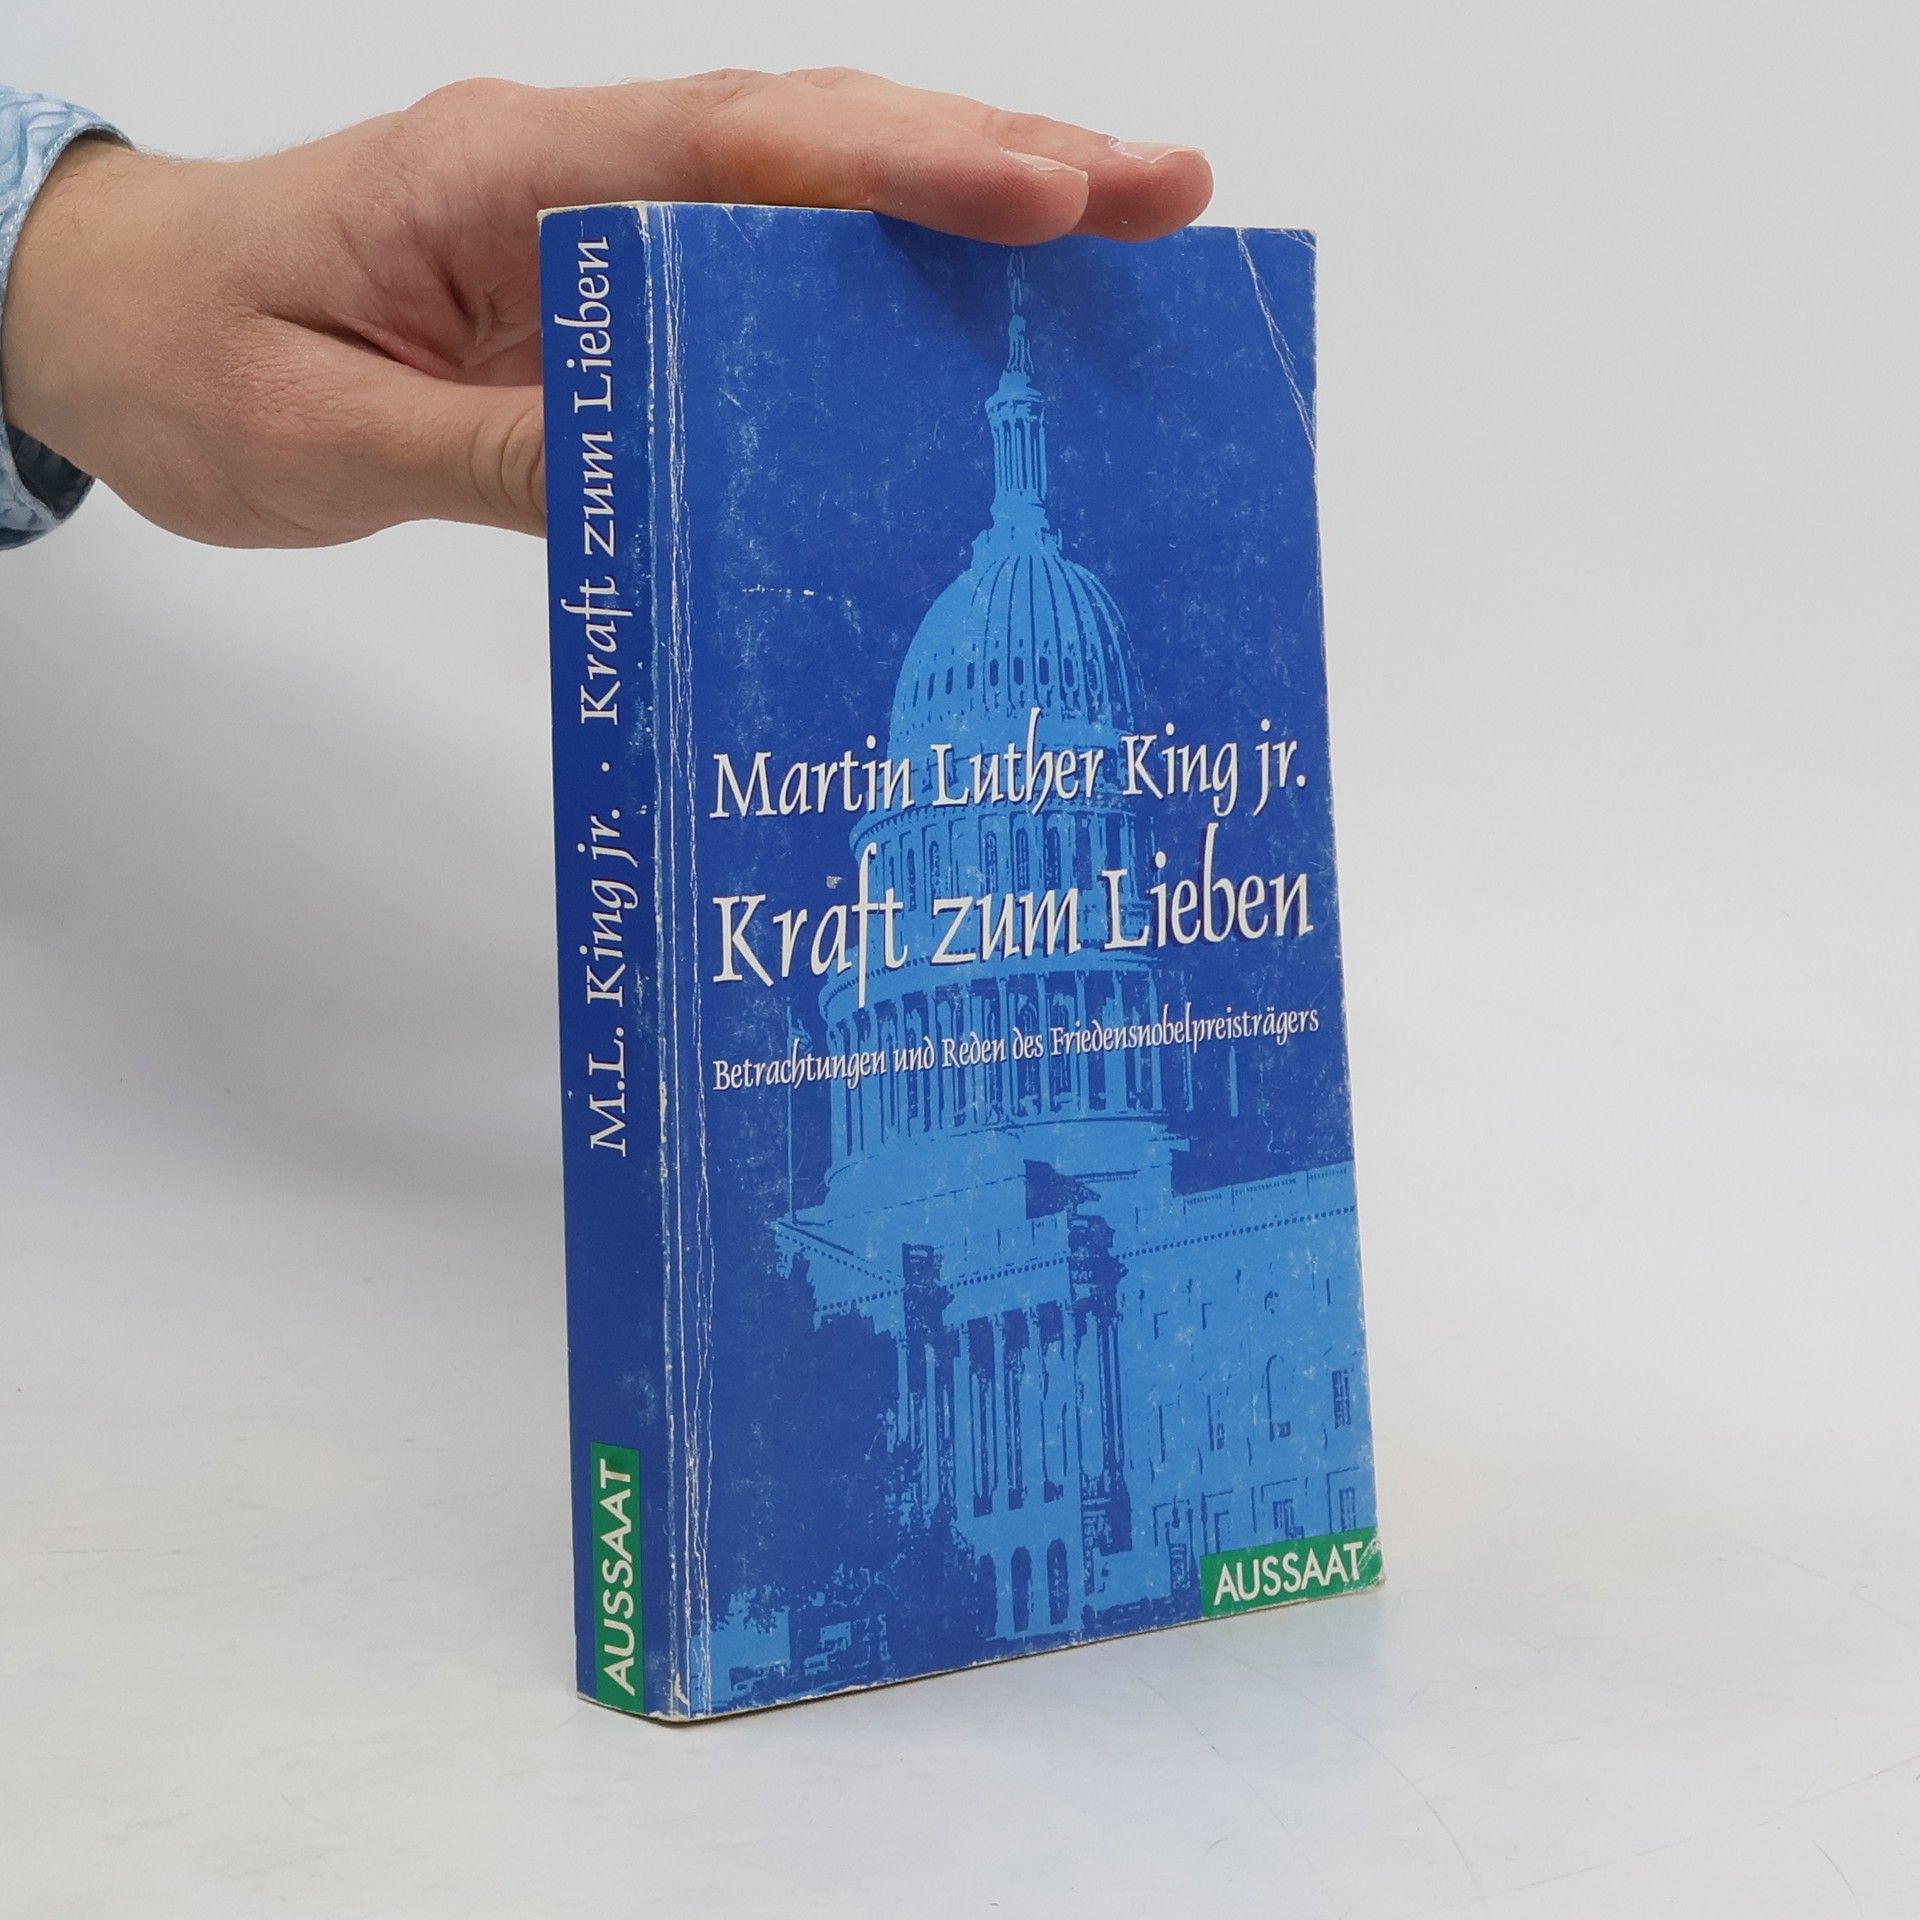 M.L. King jr. · Kraft zum Lieben
AUSSAAT
Martin Luther King jr.
Kraft zum Lieben
Betrachtungen und Reden des Friedensnobelpreisträgers
AUSSAAT